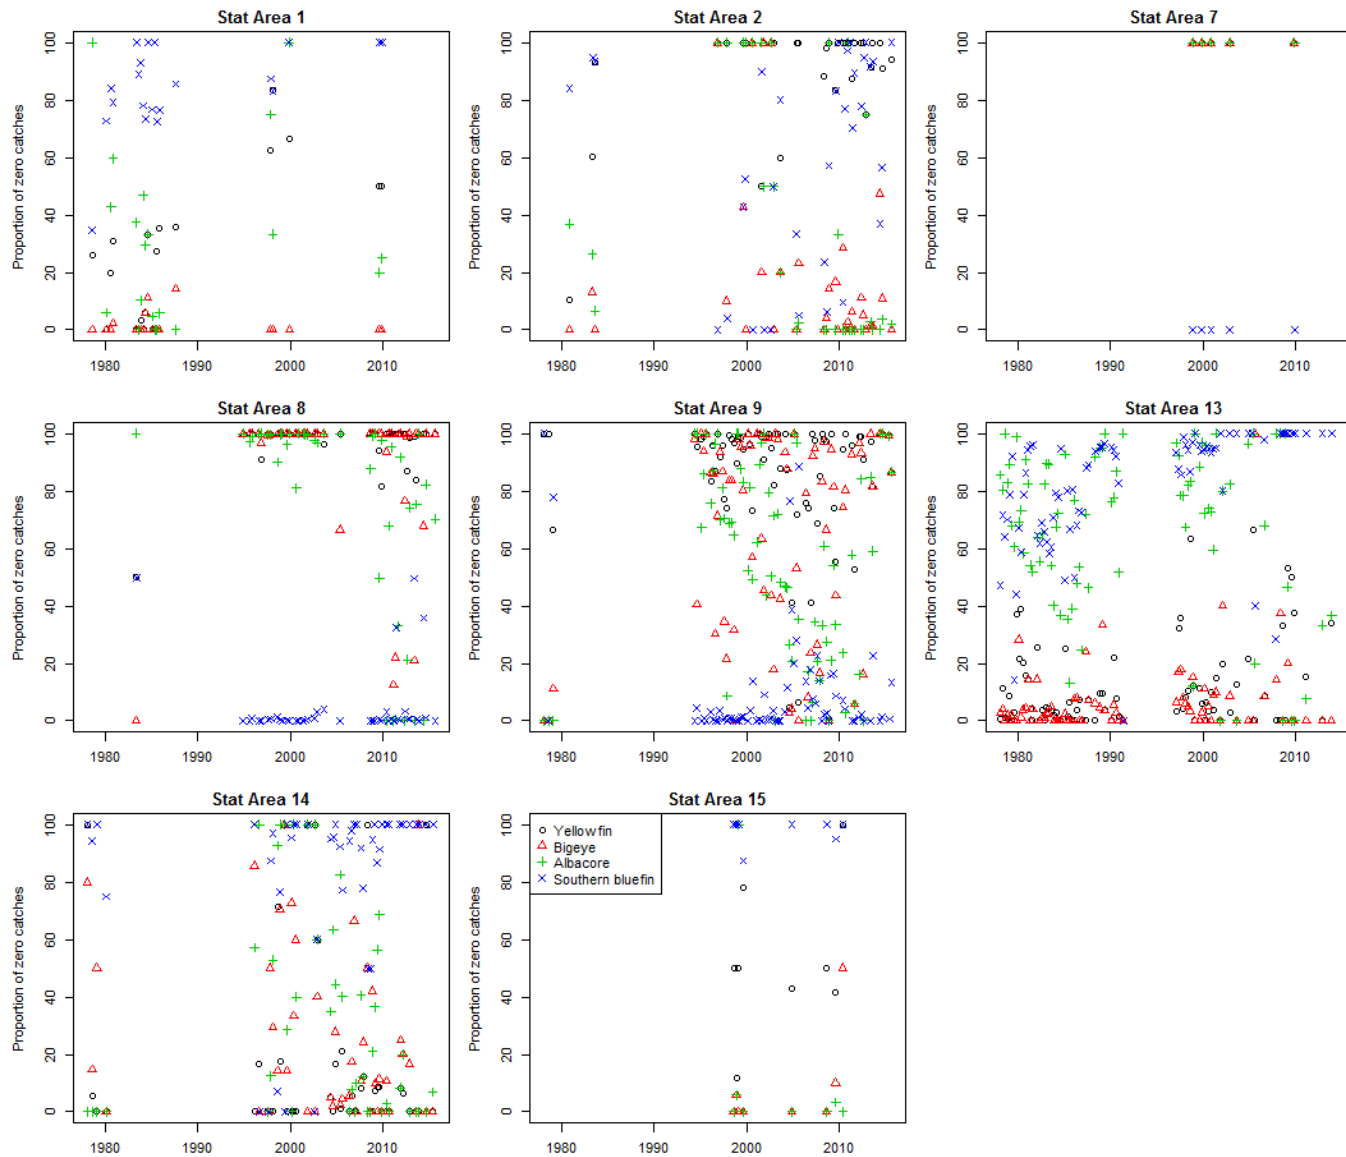 Stat Area 1
Stat Area 2
Stat Area 7
Proportion of zero catches
0 20 40 60 80 100
1980 1990 2000 2010
Proportion of zero catches
0 20 40 60 80 100
1980 1990 2000 2010
Proportion of zero catches
0 20 40 60 80 100
1980 1990 2000 2010
Stat Area 8
Stat Area 9
Stat Area 13
Proportion of zero catches
0 20 40 60 80 100
1980 1990 2000 2010
Proportion of zero catches
0 20 40 60 80 100
1980 1990 2000 2010
Proportion of zero catches
0 20 40 60 80 100
1980 1990 2000 2010
Stat Area 14
Stat Area 15
Proportion of zero catches
0 20 40 60 80 100
1980 1990 2000 2010
Proportion of zero catches
0 20 40 60 80 100
Yellowfin
Bigeye
Albacore
Southern bluefin
1980 1990 2000 2010